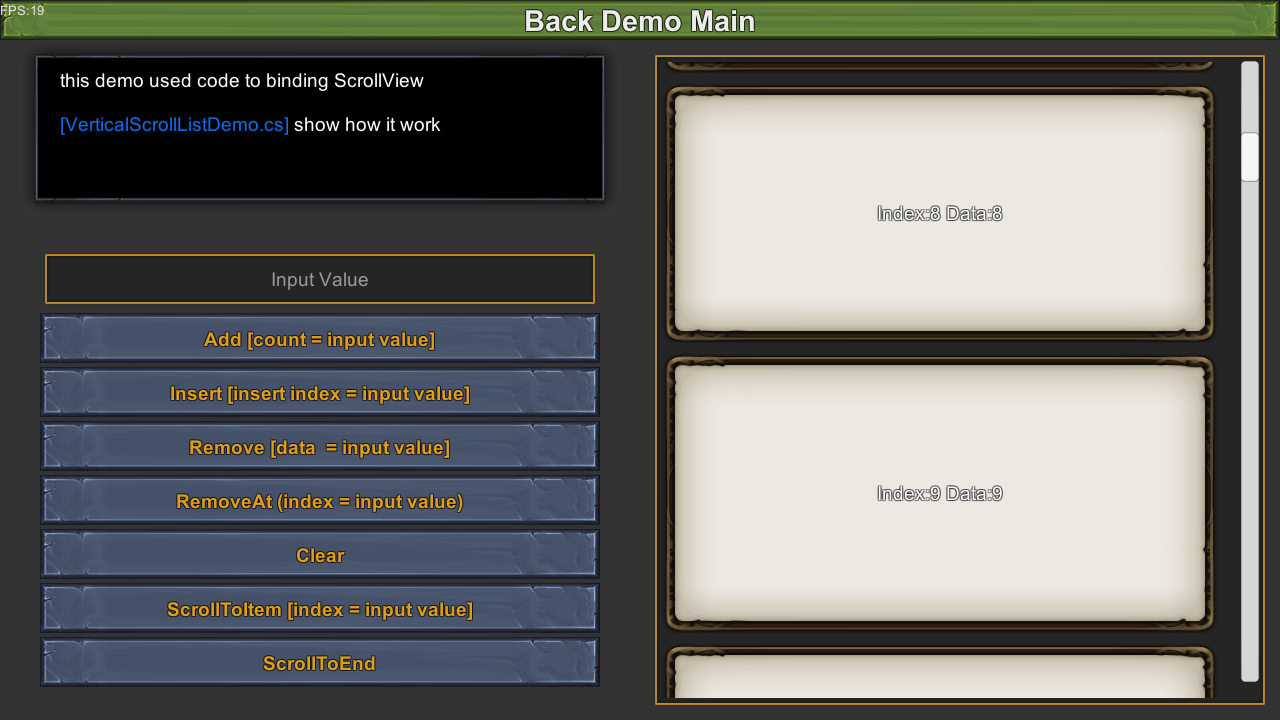 FPS:19
Back Demo Main
this demo used code to binding ScrollView
[VerticalScrollListDemo.cs] show how it work
Input Value
Add [count = input value]
Insert [insert index = input value]
Remove [data  = input value]
RemoveAt (index = input value)
Clear
ScrollToItem [index = input value]
ScrollToEnd
Index:8 Data:8
Index:9 Data:9